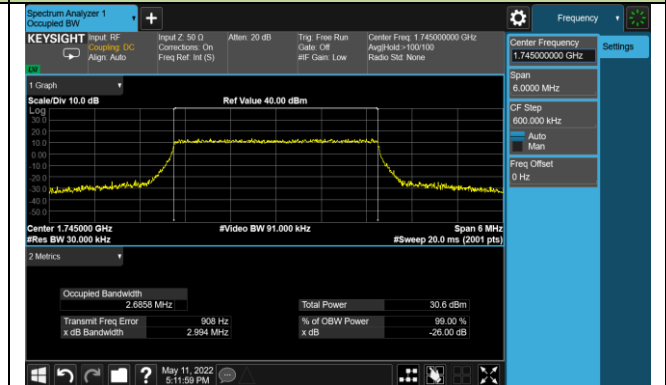 Spectrum Analyzer 1
Occupied BW
+
Frequency
KEYSIGHT
Input: RF
Coupling: DC
Align: Auto
Input Z: 50 Ω
Corrections: On
Freq Ref: Int (S)
Atten: 20 dB
Trig: Free Run
Gate: Off
#IF Gain: Low
Center Freq: 1.745000000 GHz
Avg|Hold:>100/100
Radio Std: None
Center Frequency
1.745000000 GHz
Settings
Span
6.0000 MHz
CF Step
600.000 kHz
Auto
Man
Freq Offset
0 Hz
1 Graph
Scale/Div 10.0 dB
Ref Value 40.00 dBm
Log
30.0
20.0
10.0
0.00
-10.0
-20.0
-30.0
-40.0
-50.0
Center 1.745000 GHz
#Video BW 91.000 kHz
Span 6 MHz
#Res BW 30.000 kHz
#Sweep 20.0 ms (2001 pts)
2 Metrics
Occupied Bandwidth
2.6858 MHz
Total Power
30.6 dBm
Transmit Freq Error
908 Hz
% of OBW Power
99.00 %
x dB Bandwidth
2.994 MHz
x dB
-26.00 dB
?
May 11, 2022
5:11:59 PM